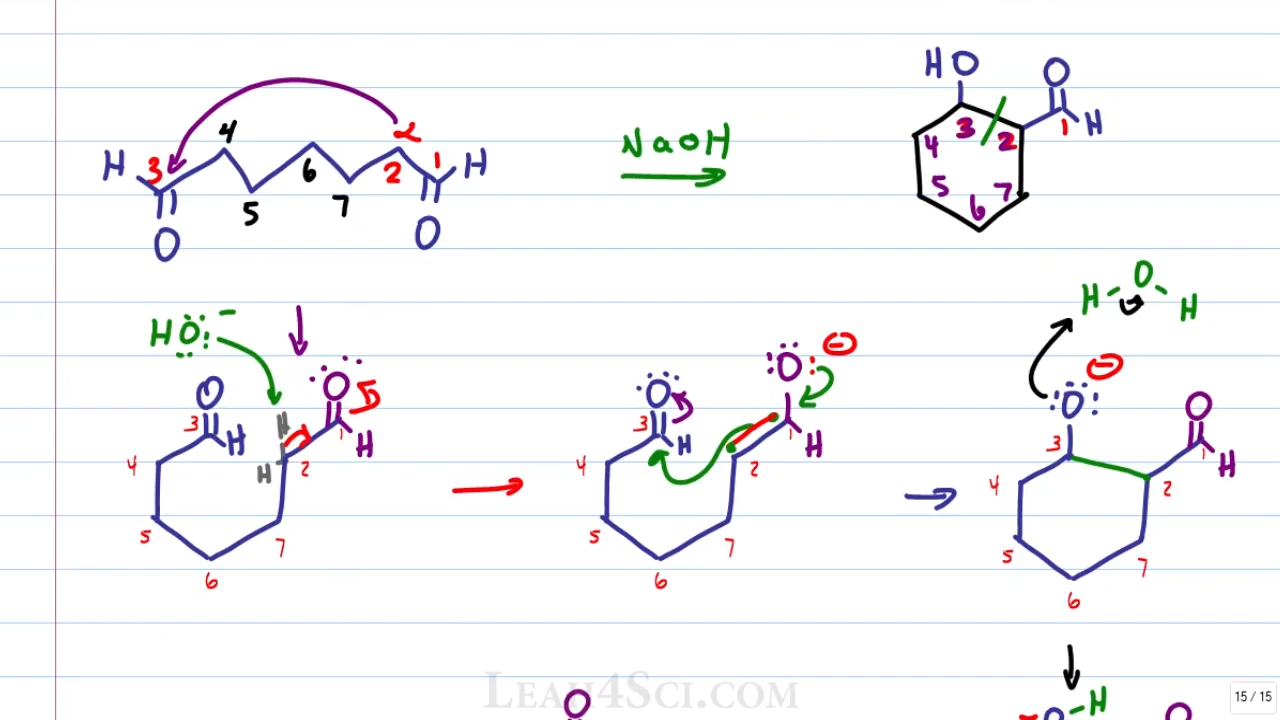 H O O
4 α 3 2 1 H
H 3 6 2 1 H NaOH 4
5 7 5 6 7
O O
H O H
HO:⁻ :O: ⊖ ⊖
O O O :O: O
3 H H 1 H 3 H 1 H 3 1 H
4 H 2 4 2 4 2
5 7 5 7 5 7
6 6 6
LEAH4SCI.COM
O O H O
15 / 15